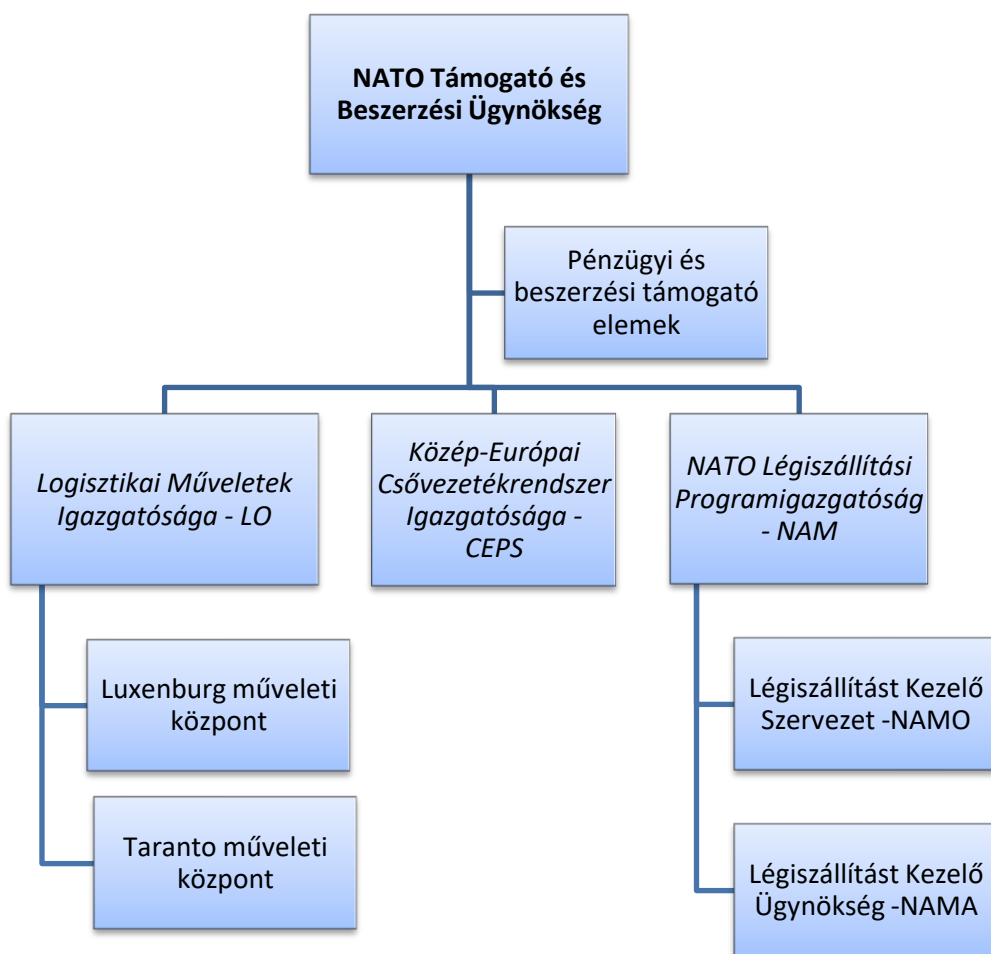 NATO Támogató és
Beszerzési Ügynökség
Pénzügyi és
beszerzési támogató
elemek
Logisztikai Műveletek
Igazgatósága - LO
Közép-Európai
Csővezetékrendszer
Igazgatósága -
CEPS
NATO Légiszállítási
Programigazgatóság
- NAM
Luxenburg műveleti
központ
Taranto műveleti
központ
Légiszállítást Kezelő
Szervezet -NAMO
Légiszállítást Kezelő
Ügynökség -NAMA